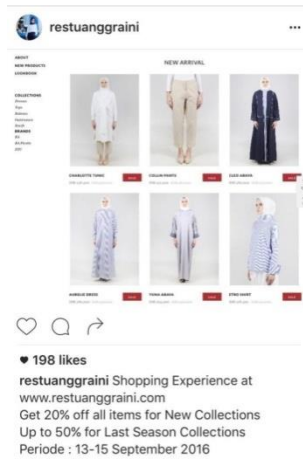 restuanggraini
ABOUT
NEW PRODUCTS
LOOKBOOK
NEW ARRIVAL
COLLECTIONS
BRANDS
CHARLOTTE TUNIC
COLLIN PANTS
CLEO ABAYA
AURELIE DRESS
YUNA ABAYA
ETNO SHIRT
198 likes
restuanggraini Shopping Experience at
www.restuanggraini.com
Get 20% off all items for New Collections
Up to 50% for Last Season Collections
Periode : 13-15 September 2016